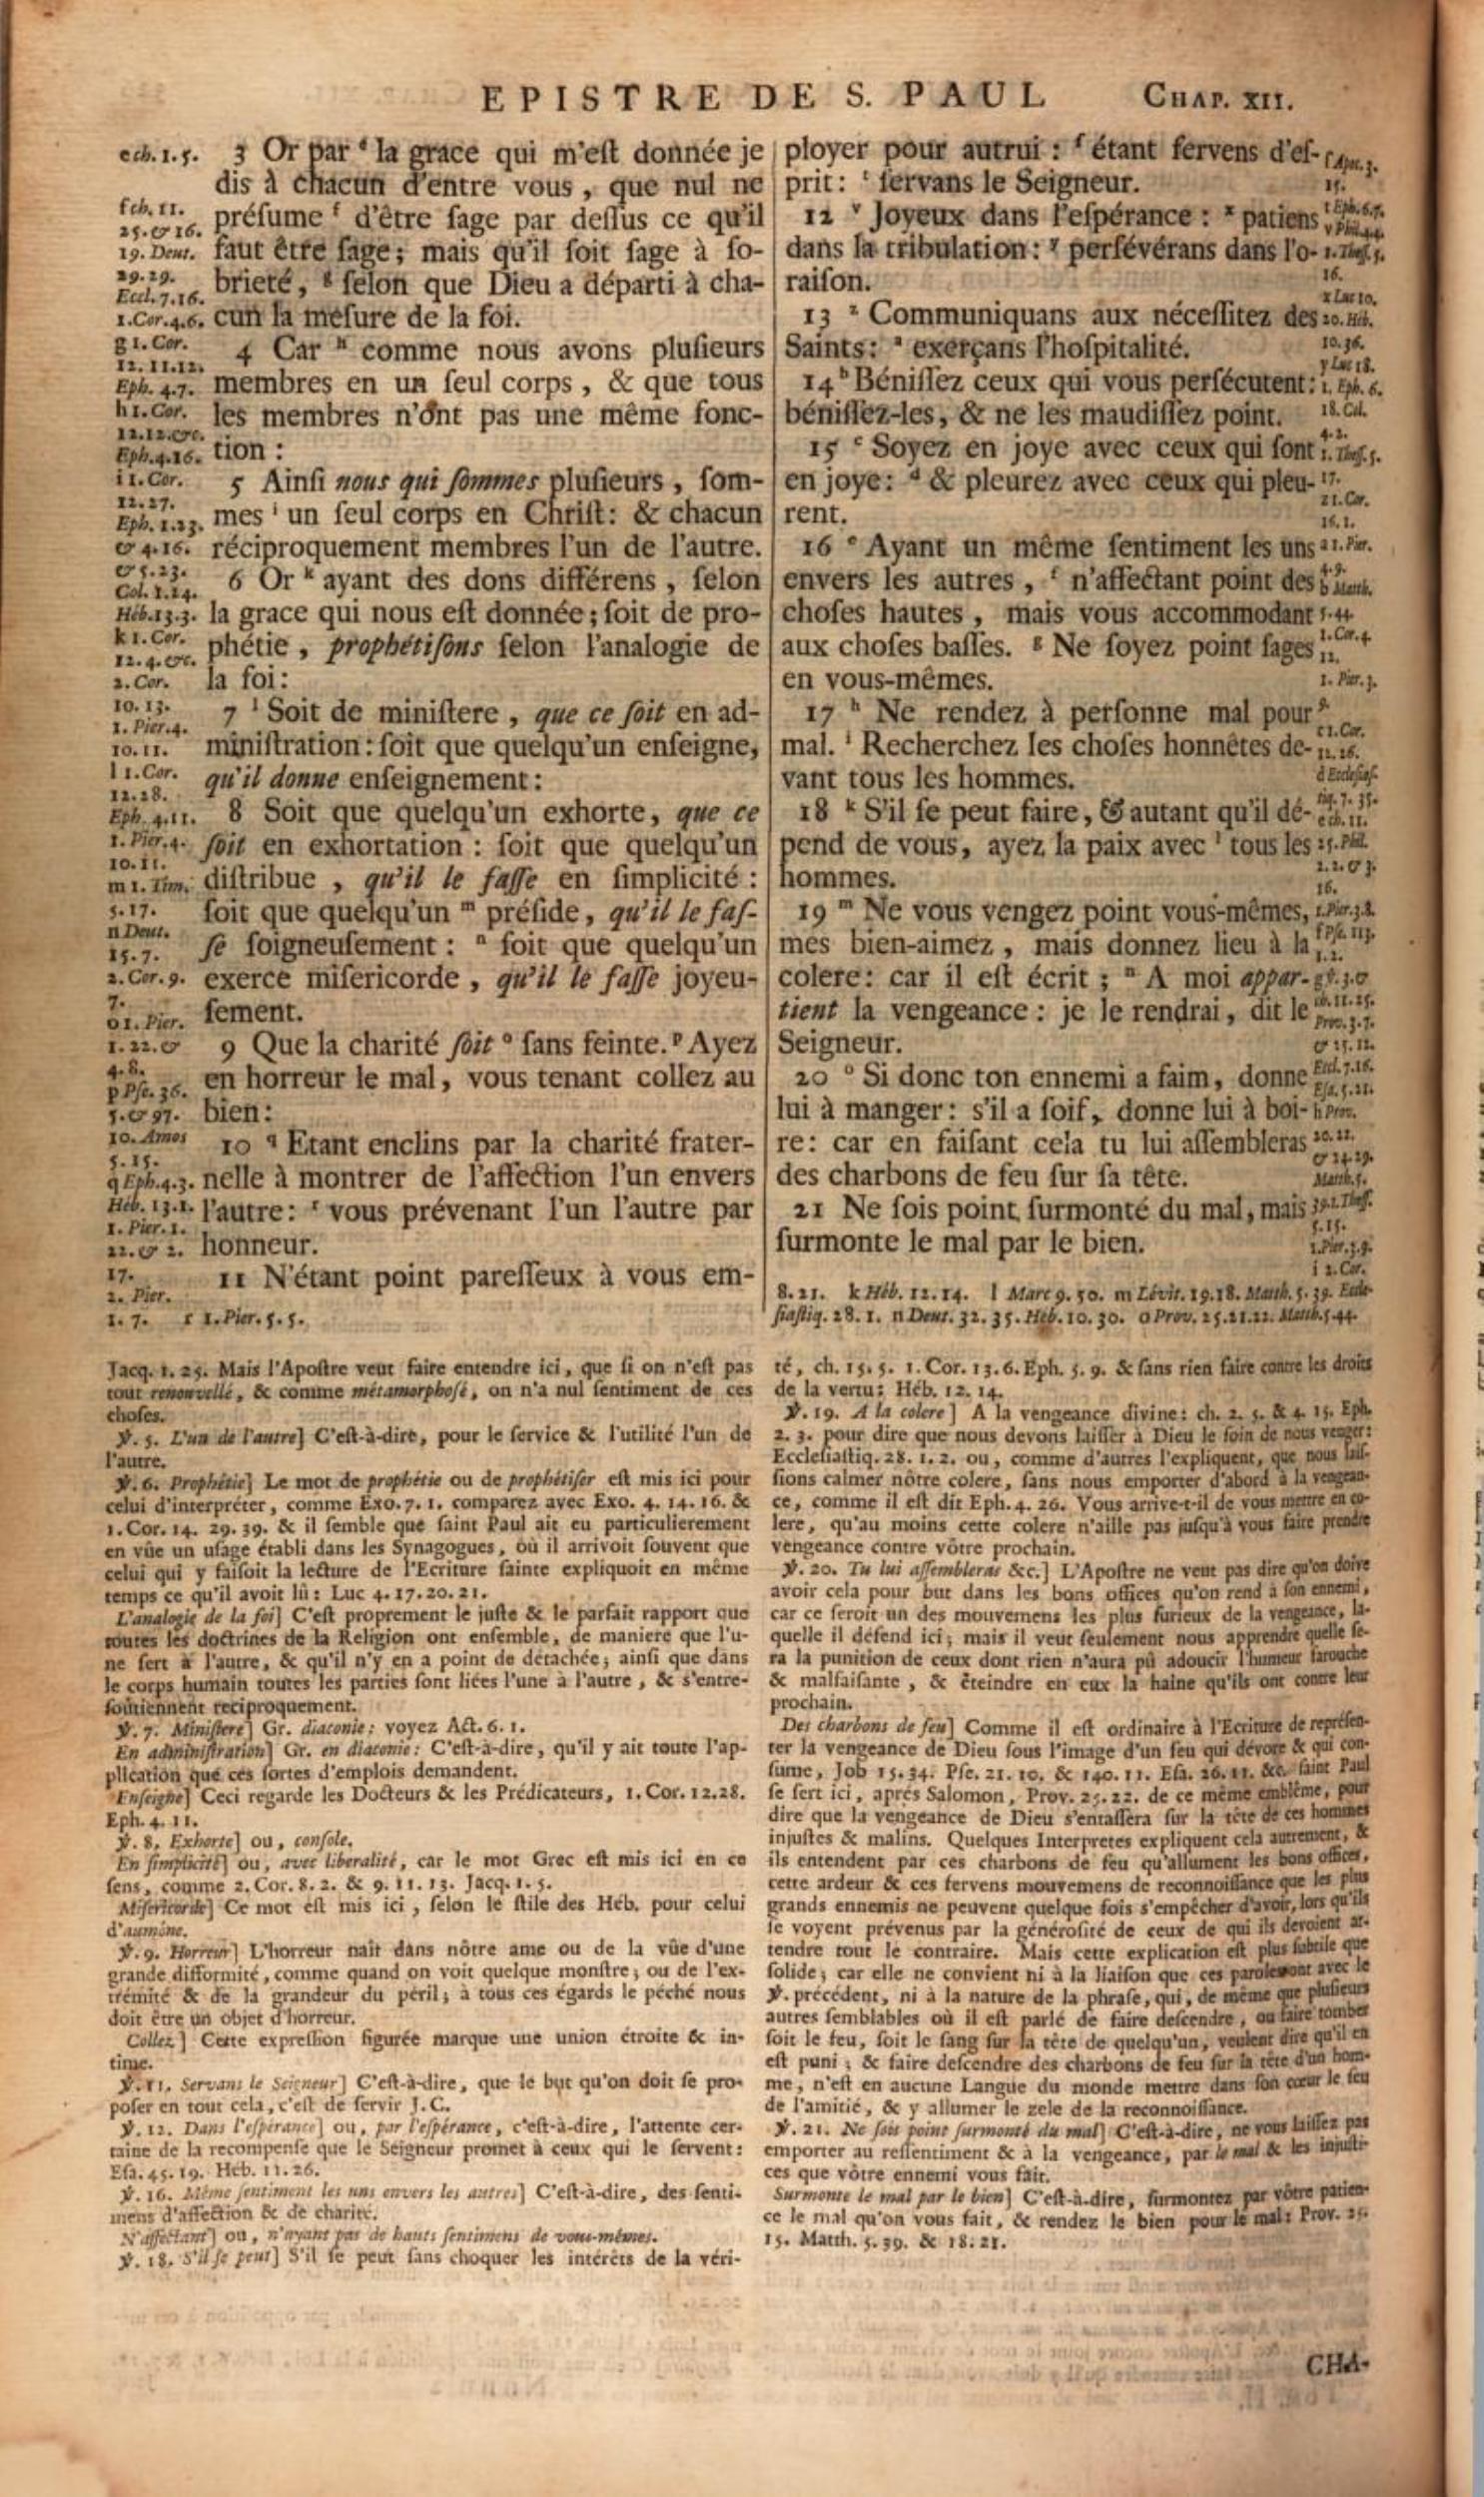 EPISTRE DE S. PAUL CHAP. XII.
3 Or par ᵉ la grace qui m'eſt donnée je
dis à chacun d'entre vous, que nul ne
préſume ᶠ d'être ſage par deſſus ce qu'il
faut être ſage; mais qu'il ſoit ſage à ſo-
brieté, ᵍ ſelon que Dieu a départi à cha-
cun la meſure de la foi.
4 Car ʰ comme nous avons pluſieurs
membres en un ſeul corps, & que tous
les membres n'ont pas une même fonc-
tion :
5 Ainſi nous qui ſommes pluſieurs, ſom-
mes ⁱ un ſeul corps en Chriſt: & chacun
réciproquement membres l'un de l'autre.
6 Or ᵏ ayant des dons différens, ſelon
la grace qui nous eſt donnée; ſoit de pro-
phétie, prophétiſons ſelon l'analogie de
la foi:
7 ˡ Soit de miniſtere, que ce ſoit en ad-
miniſtration: ſoit que quelqu'un enſeigne,
qu'il donne enſeignement:
8 Soit que quelqu'un exhorte, que ce
ſoit en exhortation : ſoit que quelqu'un
diſtribue, qu'il le faſſe en ſimplicité :
ſoit que quelqu'un ᵐ préſide, qu'il le faſ-
ſe ſoigneuſement : ⁿ ſoit que quelqu'un
exerce miſericorde, qu'il le faſſe joyeu-
ſement.
9 Que la charité ſoit ᵒ ſans feinte. ᵖ Ayez
en horreur le mal, vous tenant collez au
bien:
10 ᑫ Etant enclins par la charité frater-
nelle à montrer de l'affection l'un envers
l'autre: ʳ vous prévenant l'un l'autre par
honneur.
11 N'étant point pareſſeux à vous em-
e ch. 1. 5.
f ch. 11.
25. & 16.
19. Deut.
29. 29.
Eccl. 7. 16.
1. Cor. 4. 6.
g 1. Cor.
12. 11. 12.
Eph. 4. 7.
h 1. Cor.
12. 12. &c.
Eph. 4. 16.
i 1. Cor.
12. 27.
Eph. 1. 23.
& 4. 16.
& 5. 23.
Col. 1. 24.
Héb. 13. 3.
k 1. Cor.
12. 4. &c.
2. Cor.
10. 13.
1. Pier. 4.
10. 11.
l 1. Cor.
12. 28.
Eph. 4. 11.
1. Pier. 4.
10. 11.
m 1. Tim.
5. 17.
n Deut.
15. 7.
2. Cor. 9.
7.
o 1. Pier.
1. 22. &
4. 8.
p Pſe. 36.
5. & 97.
10. Amos
5. 15.
q Eph. 4. 3.
Héb. 13. 1.
1. Pier. 1.
22. & 2.
17.
2. Pier.
1. 7. r 1. Pier. 5. 5.
ployer pour autrui : ᶠ étant fervens d'eſ-
prit: ᵗ ſervans le Seigneur.
12 ᵛ Joyeux dans l'eſpérance : ˣ patiens
dans la tribulation: ʸ perſévérans dans l'o-
raiſon.
13 ᶻ Communiquans aux néceſſitez des
Saints: ᵃ exerçans l'hoſpitalité.
14 ᵇ Béniſſez ceux qui vous perſécutent:
béniſſez-les, & ne les maudiſſez point.
15 ᶜ Soyez en joye avec ceux qui ſont
en joye: ᵈ & pleurez avec ceux qui pleu-
rent.
16 ᵉ Ayant un même ſentiment les uns
envers les autres, ᶠ n'affectant point des
choſes hautes, mais vous accommodant
aux choſes baſſes. ᵍ Ne ſoyez point ſages
en vous-mêmes.
17 ʰ Ne rendez à perſonne mal pour
mal. ⁱ Recherchez les choſes honnêtes de-
vant tous les hommes.
18 ᵏ S'il ſe peut faire, & autant qu'il dé-
pend de vous, ayez la paix avec ˡ tous les
hommes.
19 ᵐ Ne vous vengez point vous-mêmes,
mes bien-aimez, mais donnez lieu à la
colere: car il eſt écrit ; ⁿ A moi appar-
tient la vengeance : je le rendrai, dit le
Seigneur.
20 ᵒ Si donc ton ennemi a faim, donne
lui à manger: s'il a ſoif, donne lui à boi-
re: car en faiſant cela tu lui aſſembleras
des charbons de feu ſur ſa tête.
21 Ne ſois point ſurmonté du mal, mais
ſurmonte le mal par le bien.
ſ Apoc. 3.
15.
t Eph. 6. 7.
1. Theſſ. 5.
16.
x Luc 10.
20. Héb.
10. 36.
y Luc 18.
1. Eph. 6.
18. Col.
4. 2.
1. Theſſ. 5.
17.
z 1. Cor.
16. 1.
a 1. Pier.
4. 9.
b Matth.
5. 44.
1. Cor. 4.
12.
1. Pier. 3.
9.
c 1. Cor.
12. 26.
d Eccleſiaſ-
tiq. 7. 35.
e ch. 11.
25. Phil.
2. 2. & 3.
16.
1. Pier. 3. 8.
f Pſe. 113.
1. 2.
g ℣. 3. &
ch. 11. 25.
Prov. 3. 7.
& 25. 12.
Eccl. 7. 16.
Eſa. 5. 21.
h Prov.
20. 22.
& 24. 29.
Matth. 5.
39. 1. Theſſ.
5. 15.
1. Pier. 3. 9.
i 2. Cor.
8. 21. k Héb. 12. 14. l Marc 9. 50. m Lévit. 19. 18. Matth. 5. 39. Eccle-
ſiaſtiq. 28. 1. n Deut. 32. 35. Héb. 10. 30. o Prov. 25. 21. 22. Matth. 5. 44.
Jacq. 1. 25. Mais l'Apoſtre veut faire entendre ici, que ſi on n'eſt pas
tout renouvellé, & comme métamorphoſé, on n'a nul ſentiment de ces
choſes.
℣. 5. L'un de l'autre] C'eſt-à-dire, pour le ſervice & l'utilité l'un de
l'autre.
℣. 6. Prophétie] Le mot de prophétie ou de prophétiſer eſt mis ici pour
celui d'interpréter, comme Exo. 7. 1. comparez avec Exo. 4. 14. 16. &
1. Cor. 14. 29. 39. & il ſemble que ſaint Paul ait eu particulierement
en vûe un uſage établi dans les Synagogues, où il arrivoit ſouvent que
celui qui y faiſoit la lecture de l'Ecriture ſainte expliquoit en même
temps ce qu'il avoit lû: Luc 4. 17. 20. 21.
L'analogie de la foi] C'eſt proprement le juſte & le parfait rapport que
toutes les doctrines de la Religion ont enſemble, de maniere que l'u-
ne ſert à l'autre, & qu'il n'y en a point de détachée; ainſi que dans
le corps humain toutes les parties ſont liées l'une à l'autre, & s'entre-
ſoûtiennent réciproquement.
℣. 7. Miniſtere] Gr. diaconie: voyez Act. 6. 1.
En adminiſtration] Gr. en diaconie: C'eſt-à-dire, qu'il y ait toute l'ap-
plication que ces ſortes d'emplois demandent.
Enſeigne] Ceci regarde les Docteurs & les Prédicateurs, 1. Cor. 12. 28.
Eph. 4. 11.
℣. 8. Exhorte] ou, conſole.
En ſimplicité] ou, avec liberalité, car le mot Grec eſt mis ici en ce
ſens, comme 2. Cor. 8. 2. & 9. 11. 13. Jacq. 1. 5.
Miſericorde] Ce mot eſt mis ici, ſelon le ſtile des Héb. pour celui
d'aumône.
℣. 9. Horreur] L'horreur naît dans nôtre ame ou de la vûe d'une
grande difformité, comme quand on voit quelque monſtre; ou de l'ex-
trémité & de la grandeur du péril; à tous ces égards le péché nous
doit être un objet d'horreur.
Collez] Cette expreſſion figurée marque une union étroite & in-
time.
℣. 11. Servans le Seigneur] C'eſt-à-dire, que le but qu'on doit ſe pro-
poſer en tout cela, c'eſt de ſervir J. C.
℣. 12. Dans l'eſpérance] ou, par l'eſpérance, c'eſt-à-dire, l'attente cer-
taine de la recompenſe que le Seigneur promet à ceux qui le ſervent:
Eſa. 45. 19. Héb. 11. 26.
℣. 16. Même ſentiment les uns envers les autres] C'eſt-à-dire, des ſenti-
mens d'affection & de charité.
N'affectant] ou, n'ayant pas de hauts ſentimens de vous-mêmes.
℣. 18. S'il ſe peut] S'il ſe peut ſans choquer les intérêts de la véri-
té, ch. 15. 5. 1. Cor. 13. 6. Eph. 5. 9. & ſans rien faire contre les droits
de la vertu: Héb. 12. 14.
℣. 19. A la colere] A la vengeance divine: ch. 2. 5. & 4. 15. Eph.
2. 3. pour dire que nous devons laiſſer à Dieu le ſoin de nous venger:
Eccleſiaſtiq. 28. 1. 2. ou, comme d'autres l'expliquent, que nous laiſ-
ſions calmer nôtre colere, ſans nous emporter d'abord à la vengean-
ce, comme il eſt dit Eph. 4. 26. Vous arrive-t-il de vous mettre en co-
lere, qu'au moins cette colere n'aille pas juſqu'à vous faire prendre
vengeance contre vôtre prochain.
℣. 20. Tu lui aſſembleras &c.] L'Apoſtre ne veut pas dire qu'on doive
avoir cela pour but dans les bons offices qu'on rend à ſon ennemi,
car ce ſeroit un des mouvemens les plus furieux de la vengeance, la-
quelle il défend ici; mais il veut ſeulement nous apprendre quelle ſe-
ra la punition de ceux dont rien n'aura pû adoucir l'humeur farouche
& malfaiſante, & éteindre en eux la haine qu'ils ont contre leur
prochain.
Des charbons de feu] Comme il eſt ordinaire à l'Ecriture de repréſen-
ter la vengeance de Dieu ſous l'image d'un feu qui dévore & qui con-
ſume, Job 15. 34. Pſe. 21. 10. & 140. 11. Eſa. 26. 11. &c. ſaint Paul
ſe ſert ici, aprés Salomon, Prov. 25. 22. de ce même emblême, pour
dire que la vengeance de Dieu s'entaſſera ſur la tête de ces hommes
injuſtes & malins. Quelques Interpretes expliquent cela autrement, &
ils entendent par ces charbons de feu qu'allument les bons offices,
cette ardeur & ces fervens mouvemens de reconnoiſſance que les plus
grands ennemis ne peuvent quelque fois s'empêcher d'avoir, lors qu'ils
ſe voyent prévenus par la généroſité de ceux de qui ils devoient at-
tendre tout le contraire. Mais cette explication eſt plus ſubtile que
ſolide; car elle ne convient ni à la liaiſon que ces paroles ont avec le
℣. précédent, ni à la nature de la phraſe, qui, de même que pluſieurs
autres ſemblables où il eſt parlé de faire deſcendre, ou faire tomber
ſoit le feu, ſoit le ſang ſur la tête de quelqu'un, veulent dire qu'il en
eſt puni; & faire deſcendre des charbons de feu ſur la tête d'un hom-
me, n'eſt en aucune Langue du monde mettre dans ſon cœur le feu
de l'amitié, & y allumer le zele de la reconnoiſſance.
℣. 21. Ne ſois point ſurmonté du mal] C'eſt-à-dire, ne vous laiſſez pas
emporter au reſſentiment & à la vengeance, par le mal & les injuſti-
ces que vôtre ennemi vous fait.
Surmonte le mal par le bien] C'eſt-à-dire, ſurmontez par vôtre patien-
ce le mal qu'on vous fait, & rendez le bien pour le mal: Prov. 25.
15. Matth. 5. 39. & 18. 21.
CHA-